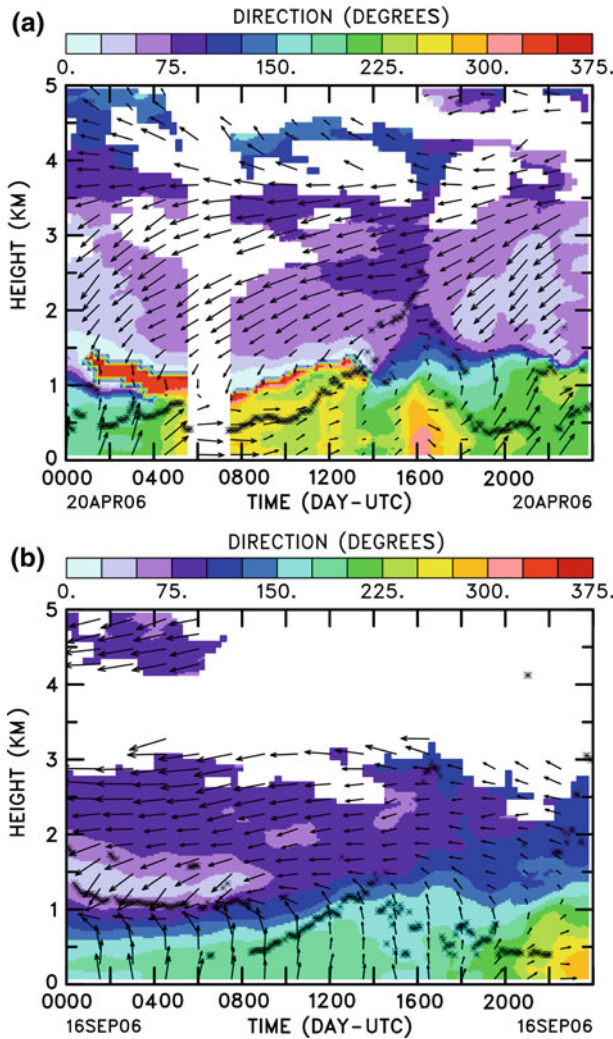 (a)
DIRECTION (DEGREES)
0. 75. 150. 225. 300. 375.
5
4
3
2
1
0
HEIGHT (KM)
0000 0400 0800 1200 1600 2000
20APR06 TIME (DAY-UTC) 20APR06
(b)
DIRECTION (DEGREES)
0. 75. 150. 225. 300. 375.
5
4
3
2
1
0
HEIGHT (KM)
0000 0400 0800 1200 1600 2000
16SEP06 TIME (DAY-UTC) 16SEP06